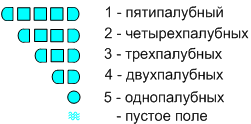 1 - пятипалубный
2 - четырехпалубных
3 - трехпалубных
4 - двухпалубных
5 - однопалубных
- пустое поле